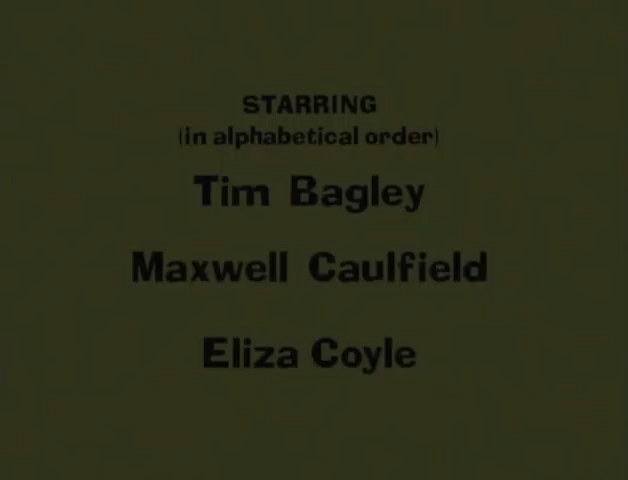 STARRING
(in alphabetical order)
Tim Bagley
Maxwell Caulfield
Eliza Coyle